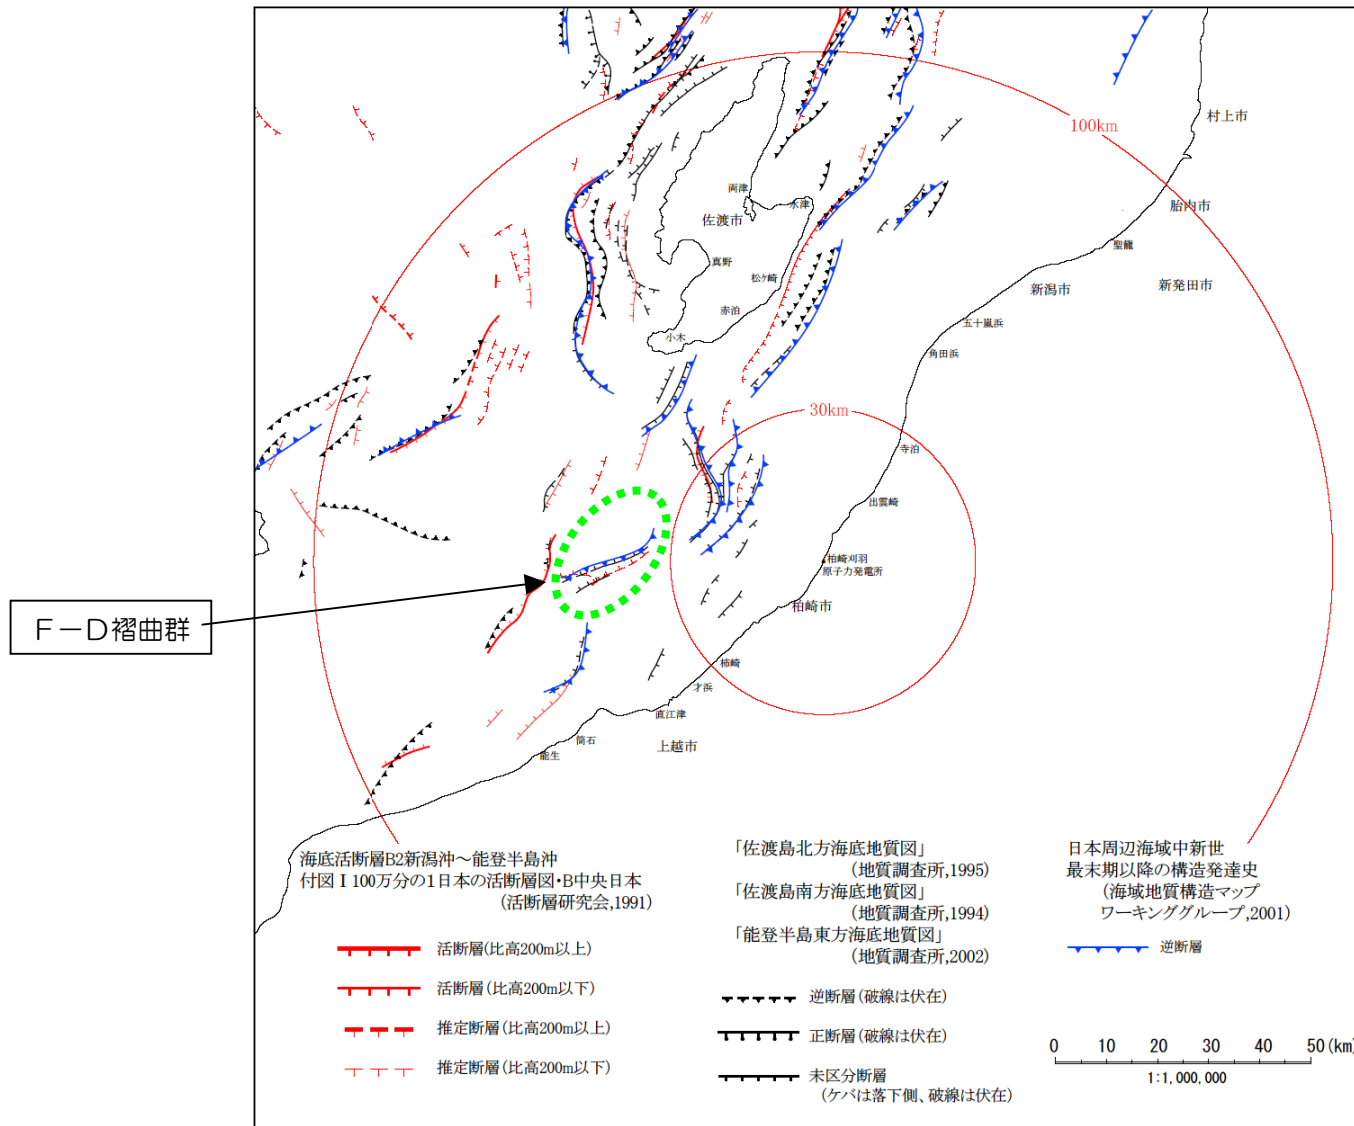 村上市
100km
両津
水津
胎内市
佐渡市
聖籠
真野
松ケ崎
新潟市
新発田市
赤泊
五十嵐浜
小木
角田浜
30km
寺泊
出雲崎
柏崎刈羽
原子力発電所
柏崎市
F-D褶曲群
柿崎
才浜
直江津
筒石
上越市
能生
海底活断層B2新潟沖～能登半島沖
付図Ⅰ100万分の1日本の活断層図・B中央日本
(活断層研究会,1991)
活断層(比高200m以上)
活断層(比高200m以下)
推定断層(比高200m以上)
推定断層(比高200m以下)
「佐渡島北方海底地質図」
(地質調査所,1995)
「佐渡島南方海底地質図」
(地質調査所,1994)
「能登半島東方海底地質図」
(地質調査所,2002)
逆断層(破線は伏在)
正断層(破線は伏在)
未区分断層
(ケバは落下側、破線は伏在)
日本周辺海域中新世
最末期以降の構造発達史
(海域地質構造マップ
ワーキンググループ,2001)
逆断層
0 10 20 30 40 50(km)
1:1,000,000